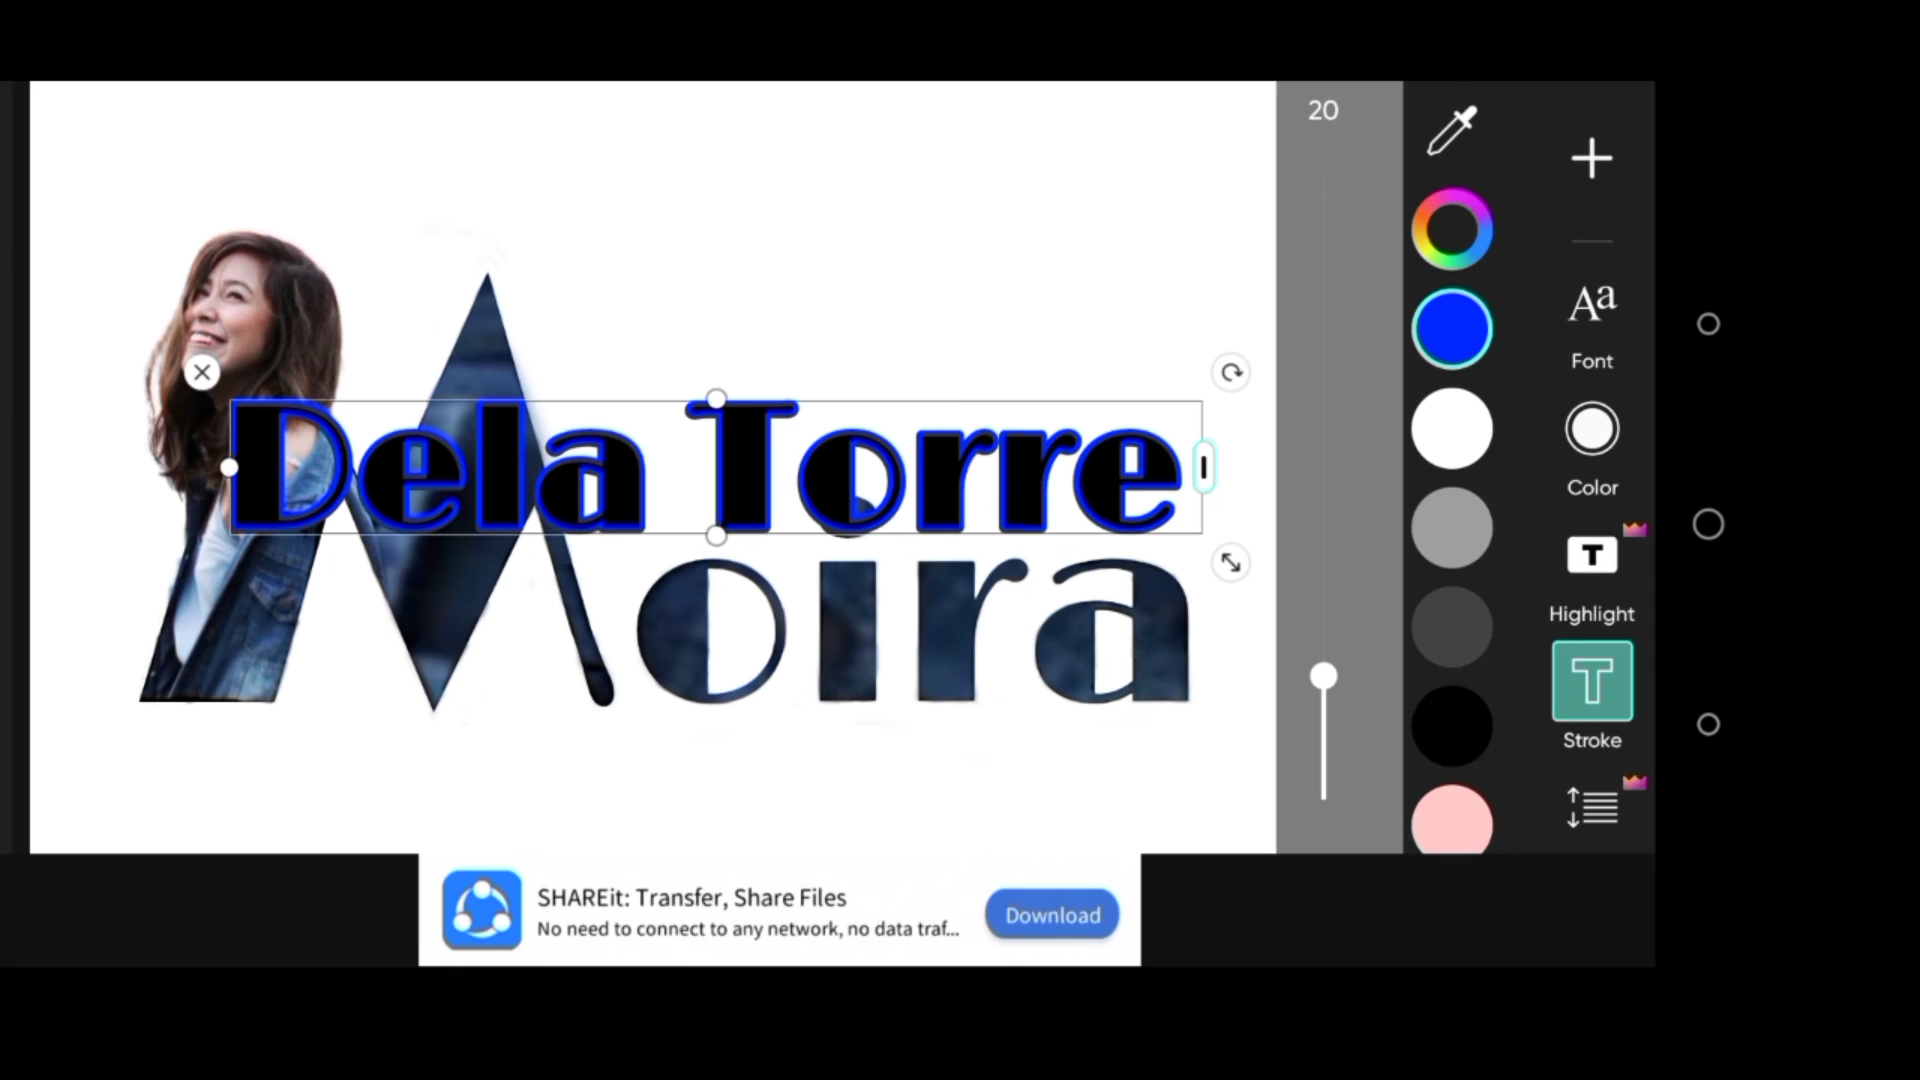 20
Dela Torre
Moira
Aa
Font
Color
T
Highlight
T
Stroke
SHAREit: Transfer, Share Files
No need to connect to any network, no data traf...
Download